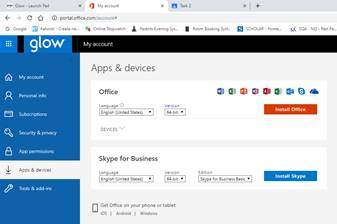 Glow - Launch Pad
My account
Task 2
portal.office.com/account/#
Apps
Kahoot! - Create ne
Online Stopwatch
Parents Evening Sys
Room Booking Syst
SCHOLAR - Home
SQA - NQ - Past Pap
glow
My account
My account
Personal info
Subscriptions
Security & privacy
App permissions
Apps & devices
Tools & add-ins
Apps & devices
Office
Language
Version
English (United States)
64-bit
Install Office
DEVICES
Skype for Business
Language
Version
Edition
English (United States)
64-bit
Skype for Business Basic
Install Skype
Get Office on your phone or tablet
iOS | Android | Windows